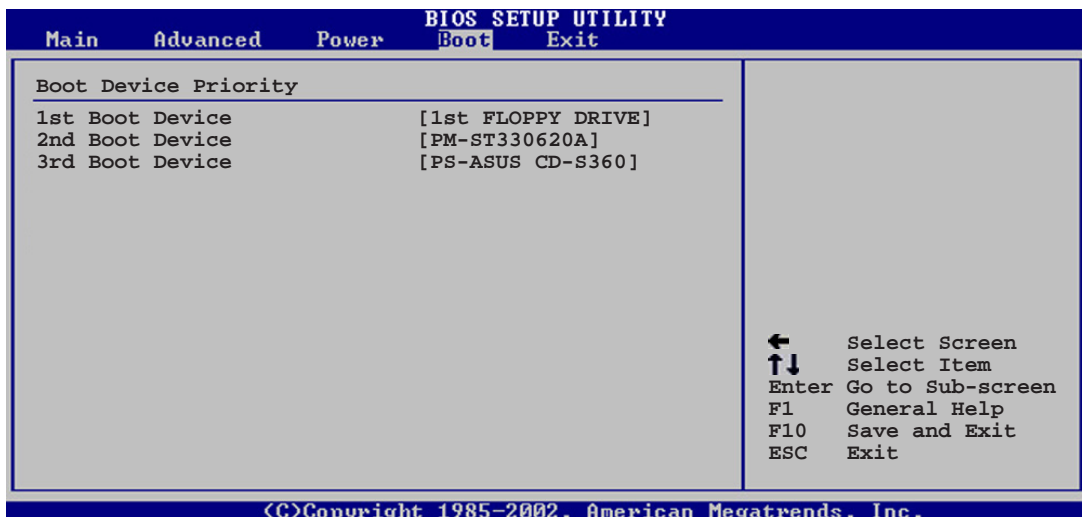 BIOS SETUP UTILITY
Main Advanced Power Boot Exit
Boot Device Priority
1st Boot Device [1st FLOPPY DRIVE]
2nd Boot Device [PM-ST330620A]
3rd Boot Device [PS-ASUS CD-S360]
← Select Screen
↑↓ Select Item
Enter Go to Sub-screen
F1 General Help
F10 Save and Exit
ESC Exit
(C)Copyright 1985-2002, American Megatrends, Inc.